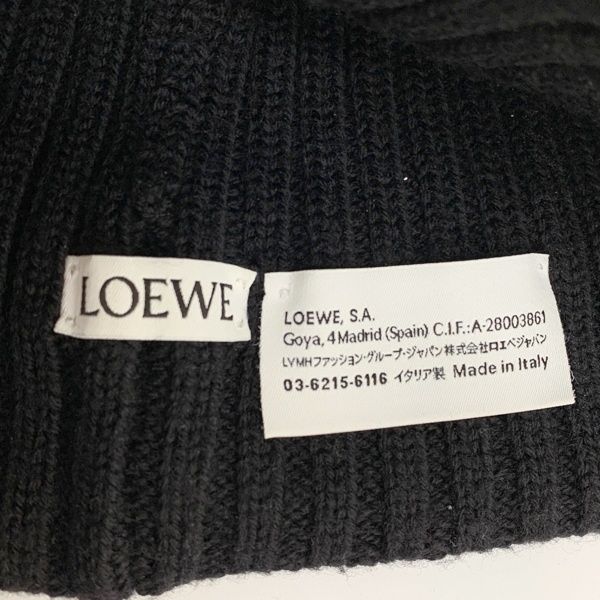 LOEWE
LOEWE, S.A.
Goya, 4 Madrid (Spain) C.I.F.:A-28003861
LVMHファッション・グループ・ジャパン株式会社ロエベジャパン
03-6215-6116 イタリア製 Made in Italy